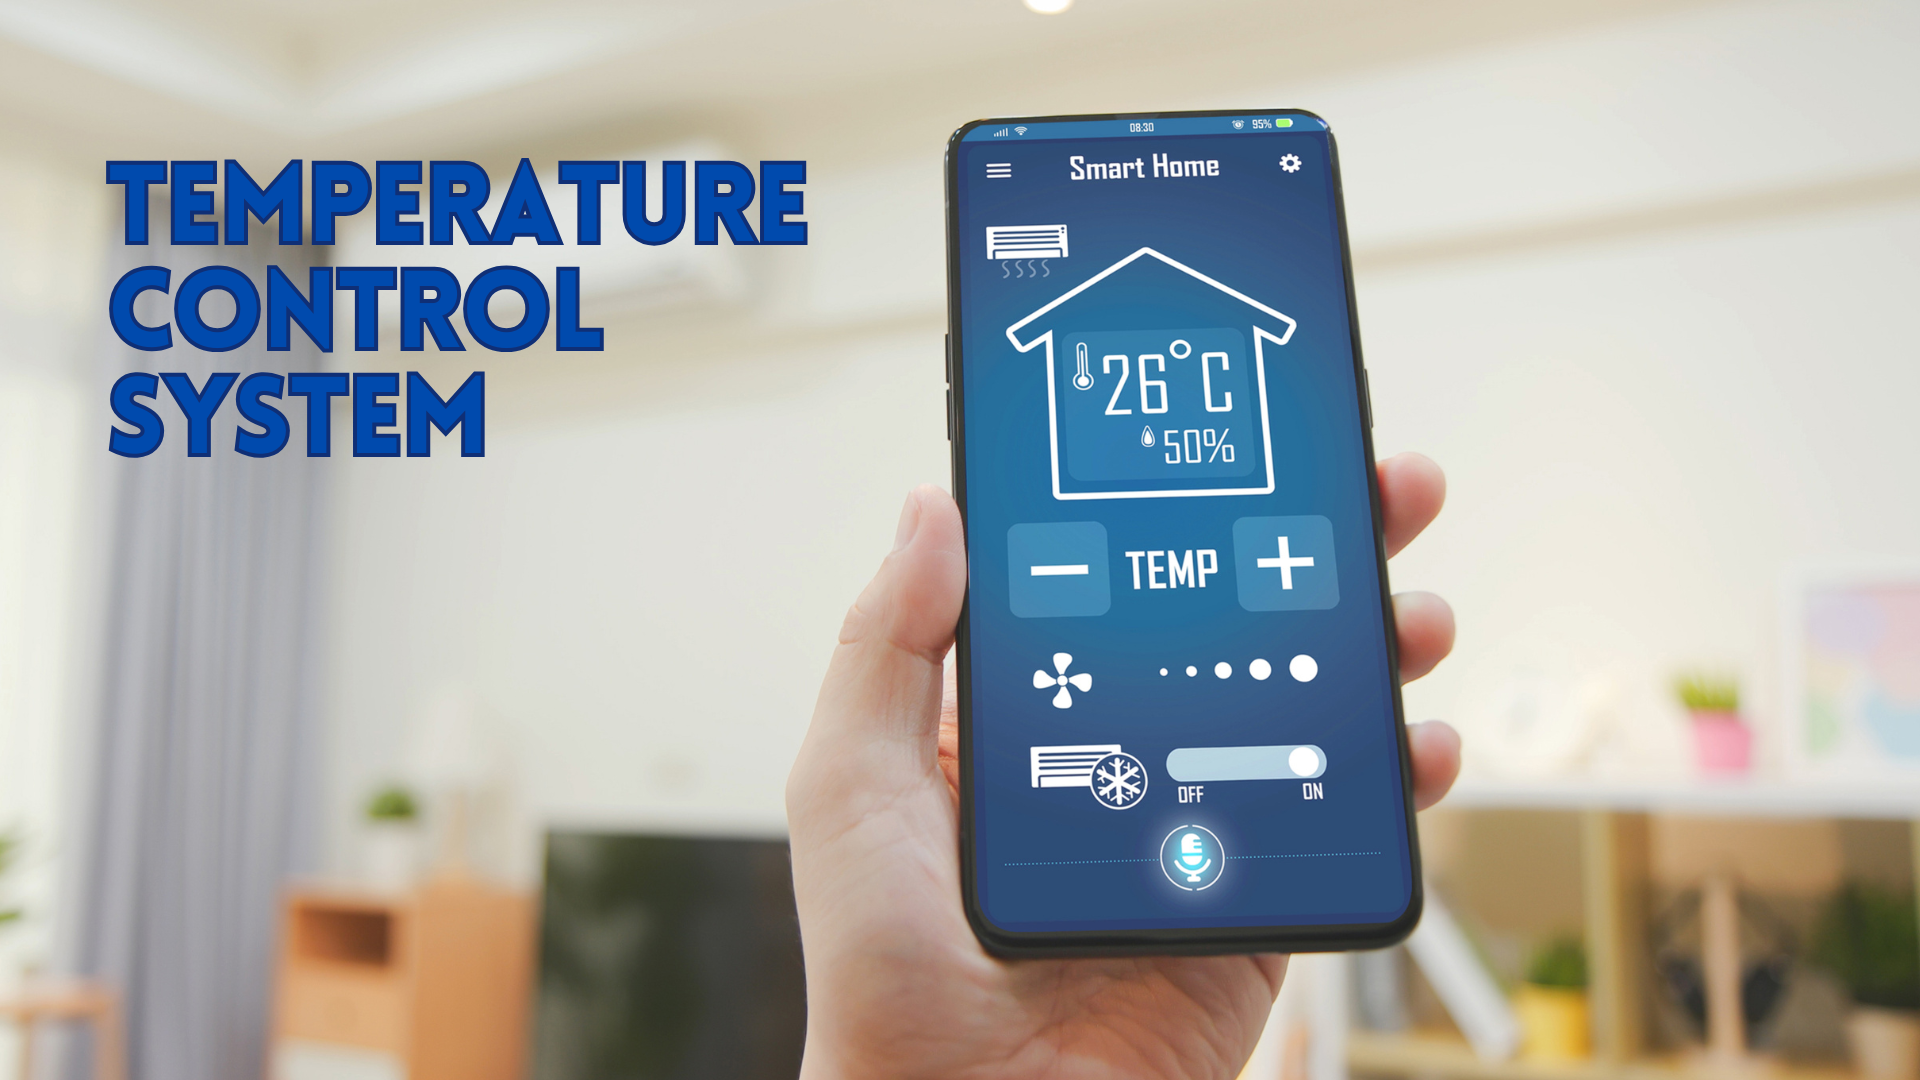 TEMPERATURE
CONTROL
SYSTEM
08:30
95%
Smart Home
26°C
50%
− TEMP +
OFF
ON